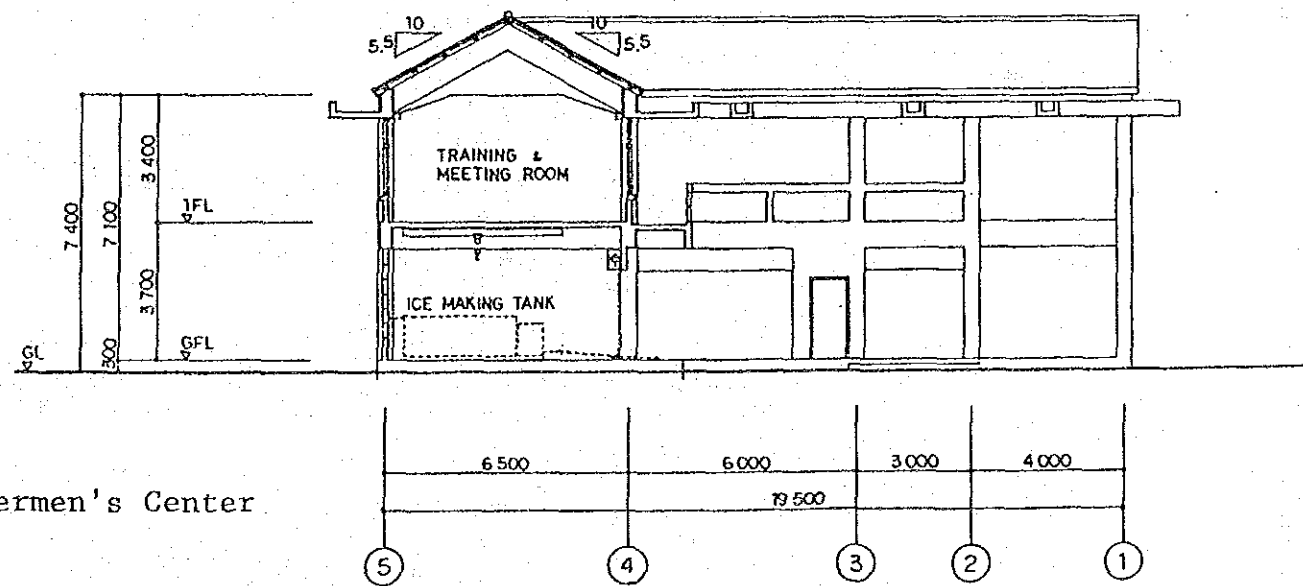 10
5.5
10
5.5
TRAINING &
MEETING ROOM
3 400
7 400
7 100
1FL
3 700
ICE MAKING TANK
GL
GFL
300
6 500
6 000
3 000
4 000
19 500
ermen's Center
5
4
3
2
1